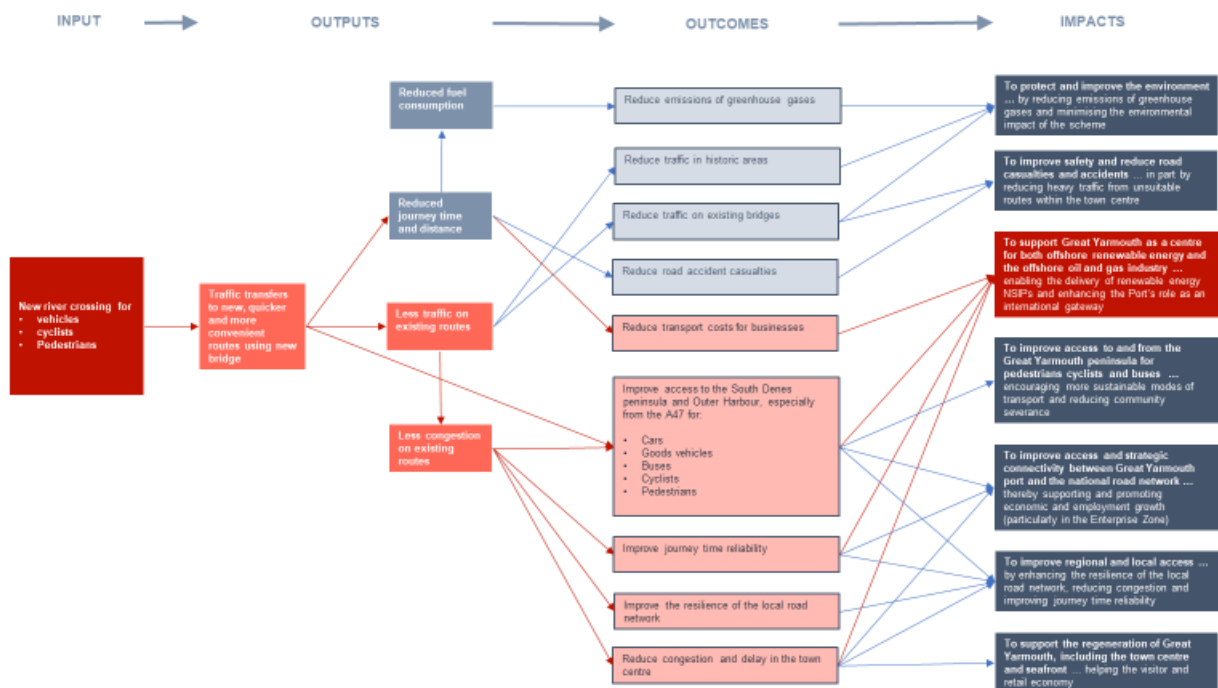 INPUT
OUTPUTS
OUTCOMES
IMPACTS
New river crossing for
• vehicles
• cyclists
• Pedestrians
Traffic transfers
to new, quicker
and more
convenient
routes using new
bridge
Reduced fuel
consumption
Reduced
journey time
and distance
Less traffic on
existing routes
Less congestion
on existing
routes
Reduce emissions of greenhouse gases
Reduce traffic in historic areas
Reduce traffic on existing bridges
Reduce road accident casualties
Reduce transport costs for businesses
Improve access to the South Denes
peninsula and Outer Harbour, especially
from the A47 for:
• Cars
• Goods vehicles
• Buses
• Cyclists
• Pedestrians
Improve journey time reliability
Improve the resilience of the local road
network
Reduce congestion and delay in the town
centre
To protect and improve the environment
... by reducing emissions of greenhouse
gases and minimising the environmental
impact of the scheme
To improve safety and reduce road
casualties and accidents ... in part by
reducing heavy traffic from unsuitable
routes within the town centre
To support Great Yarmouth as a centre
for both offshore renewable energy and
the offshore oil and gas industry ...
enabling the delivery of renewable energy
NSIPs and enhancing the Port's role as an
international gateway
To improve access to and from the
Great Yarmouth peninsula for
pedestrians cyclists and buses ...
encouraging more sustainable modes of
transport and reducing community
severance
To improve access and strategic
connectivity between Great Yarmouth
port and the national road network ...
thereby supporting and promoting
economic and employment growth
(particularly in the Enterprise Zone)
To improve regional and local access ...
by enhancing the resilience of the local
road network, reducing congestion and
improving journey time reliability
To support the regeneration of Great
Yarmouth, including the town centre
and seafront ... helping the visitor and
retail economy